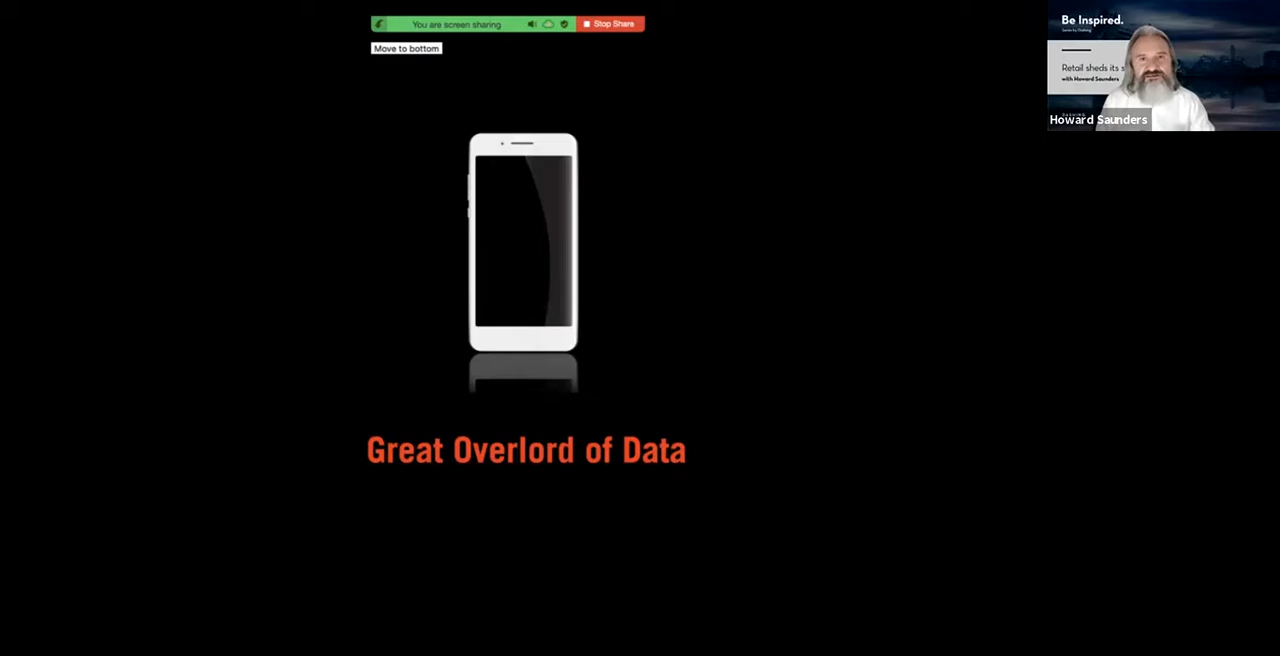 You are screen sharing
Stop Share
Move to bottom
Be Inspired.
Retail sheds its s
with Howard Saunders
Howard Saunders
Great Overlord of Data